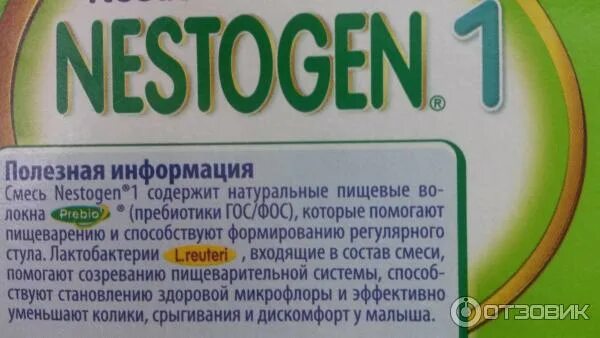 NESTOGEN® 1
Полезная информация
Смесь Nestogen®1 содержит натуральные пищевые во-
локна Prebio® (пребиотики ГОС/ФОС), которые помогают
пищеварению и способствуют формированию регулярного
стула. Лактобактерии L.reuteri , входящие в состав смеси,
помогают созреванию пищеварительной системы, способ-
ствуют становлению здоровой микрофлоры и эффективно
уменьшают колики, срыгивания и дискомфорт у малыша.
ОТЗОВИК